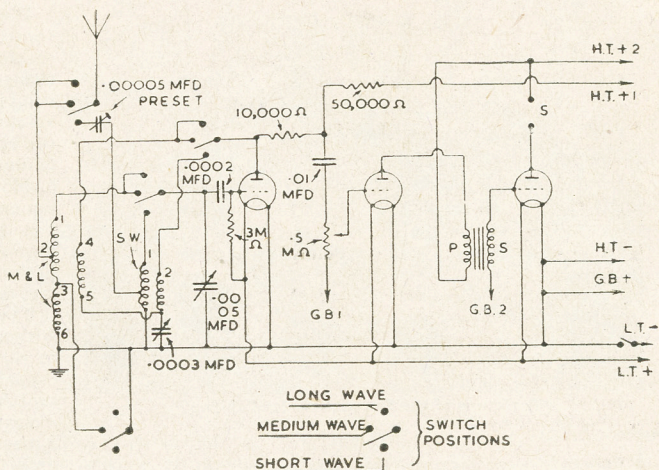 H.T.+2
.00005 MFD
PRESET
S
H.T.+1
10,000 Ω
50,000 Ω
.0002
MFD
.01
MFD
1
SW
3M
Ω
.5
MΩ
2
4
1
2
P
S
M & L
3
5
.00
05
MFD
GB1
G.B.2
H.T-
G.B+
6
.0003 MFD
L.T.-
L.T.+
LONG WAVE
MEDIUM WAVE
SWITCH
POSITIONS
SHORT WAVE